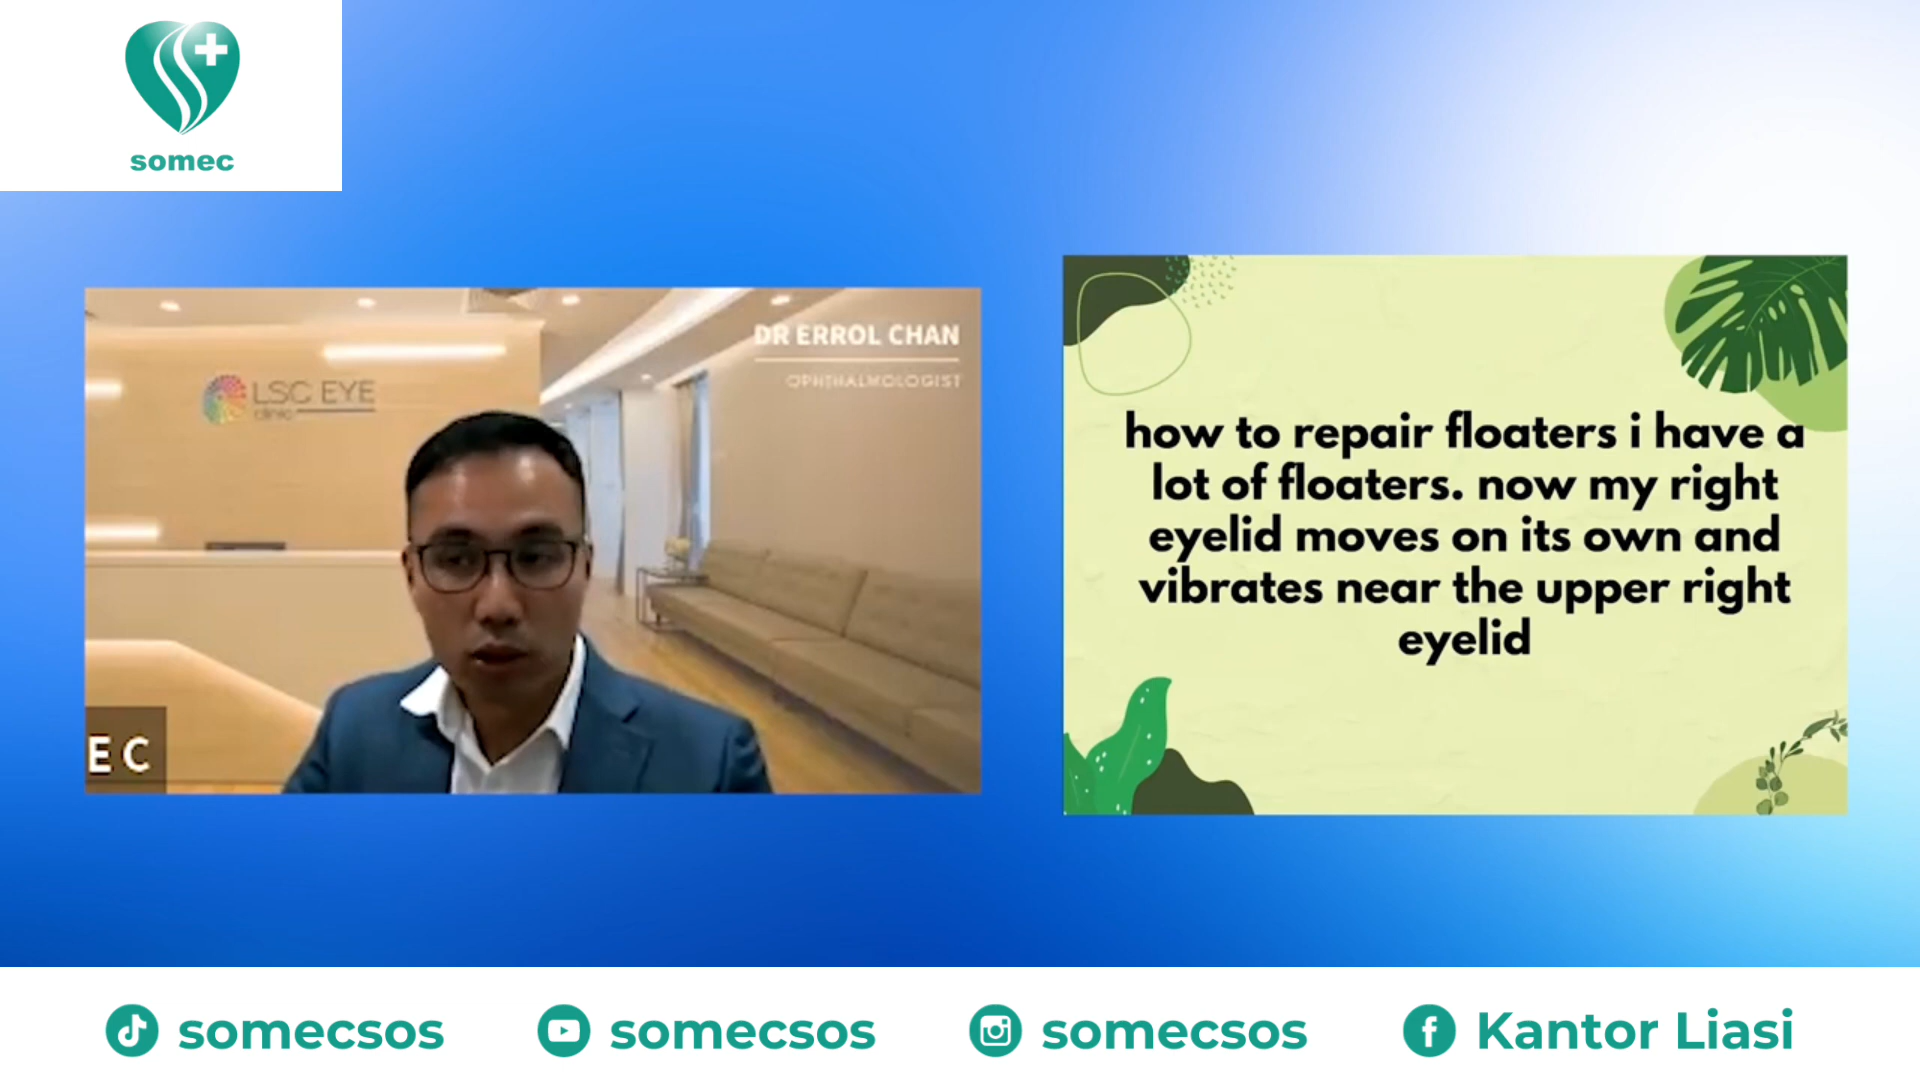 somec
DR ERROL CHAN
OPHTHALMOLOGIST
LSC EYE
clinic
E C
how to repair floaters i have a
lot of floaters. now my right
eyelid moves on its own and
vibrates near the upper right
eyelid
somecsos
somecsos
somecsos
Kantor Liasi